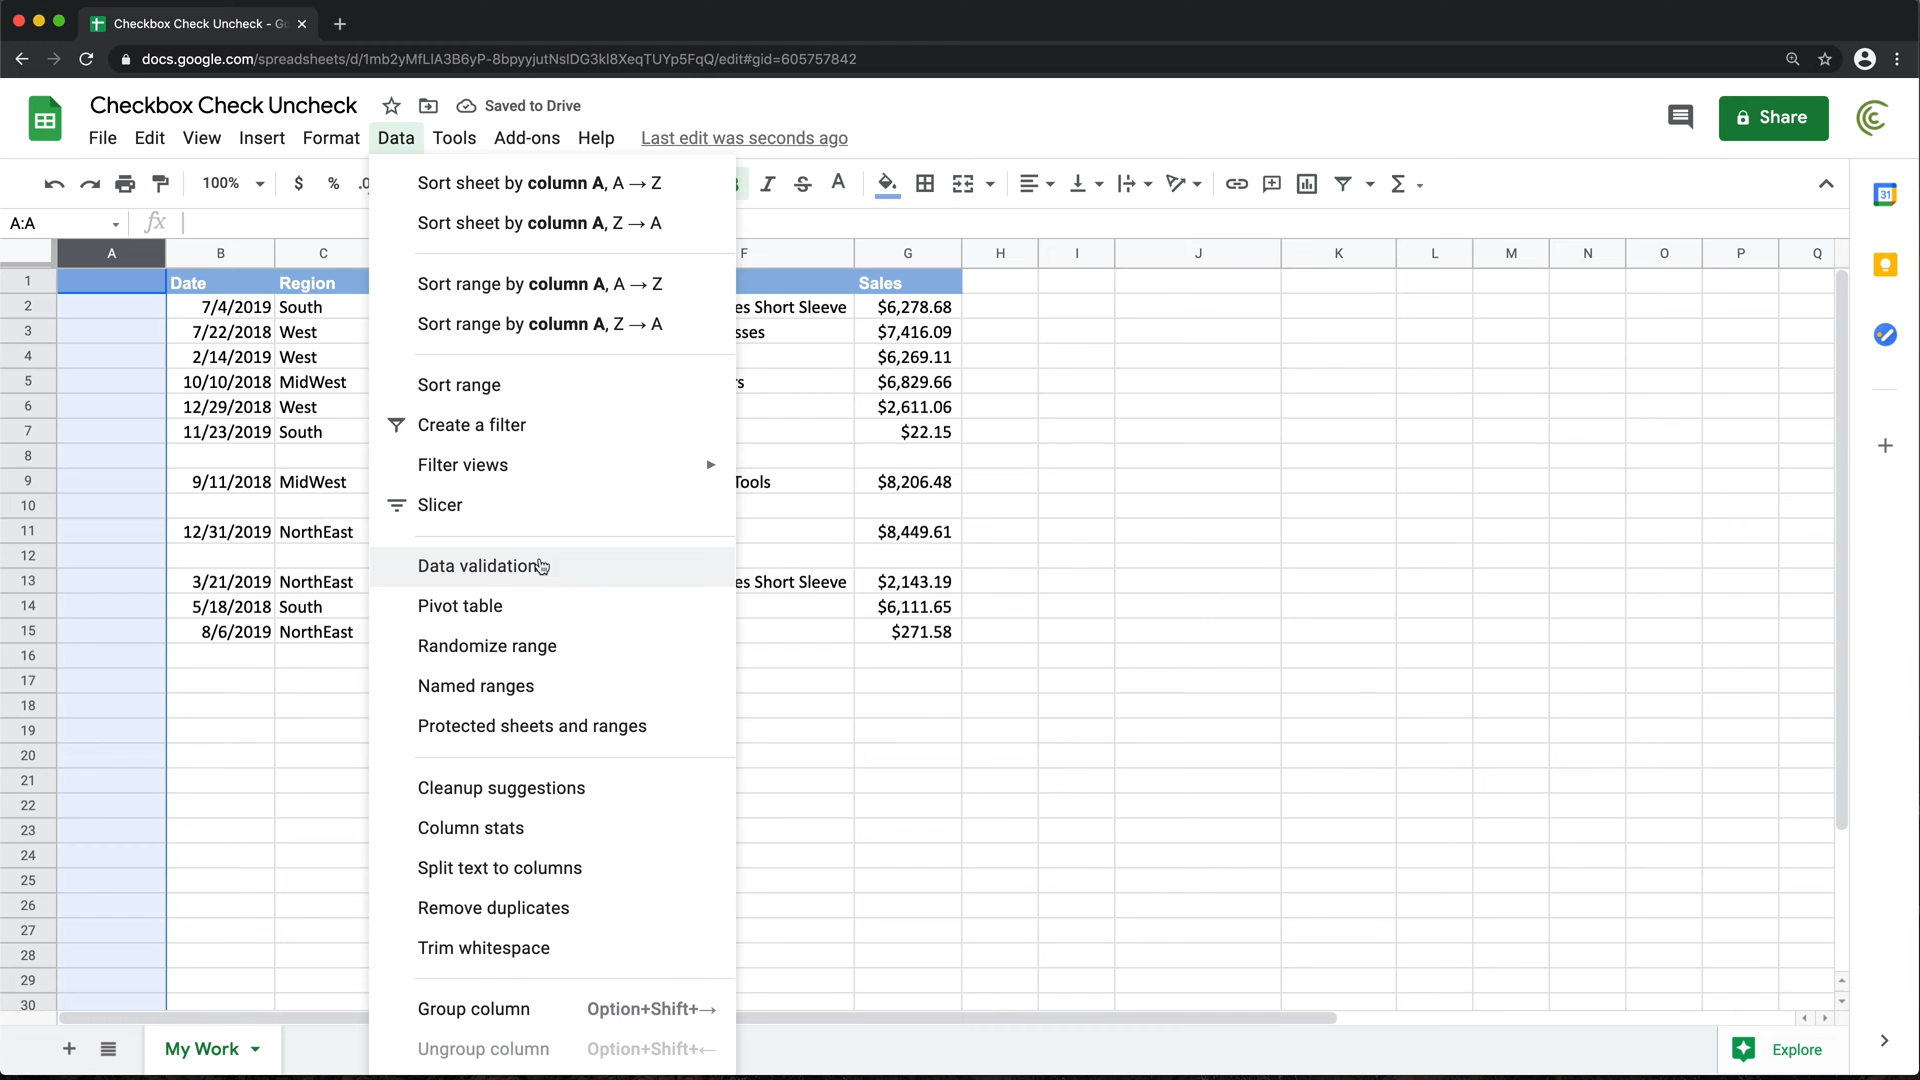 Checkbox Check Uncheck - Go
docs.google.com/spreadsheets/d/1mb2yMfLIA3B6yP-8bpyyjutNsIDG3kl8XeqTUYp5FqQ/edit#gid=605757842
Checkbox Check Uncheck Saved to Drive
File Edit View Insert Format Data Tools Add-ons Help Last edit was seconds ago
Share
100% $ % .0
A:A fx
A B C F G H I J K L M N O P Q
1 Date Region Sales
2 7/4/2019 South es Short Sleeve $6,278.68
3 7/22/2018 West sses $7,416.09
4 2/14/2019 West $6,269.11
5 10/10/2018 MidWest rs $6,829.66
6 12/29/2018 West $2,611.06
7 11/23/2018 South $22.15
8
9 9/11/2018 MidWest Tools $8,206.48
10
11 12/31/2019 NorthEast $8,449.61
12
13 3/21/2019 NorthEast es Short Sleeve $2,143.19
14 5/18/2018 South $6,111.65
15 8/6/2019 NorthEast $271.58
16
17
18
19
20
21
22
23
24
25
26
27
28
29
30
Sort sheet by column A, A → Z
Sort sheet by column A, Z → A
Sort range by column A, A → Z
Sort range by column A, Z → A
Sort range
Create a filter
Filter views
Slicer
Data validation
Pivot table
Randomize range
Named ranges
Protected sheets and ranges
Cleanup suggestions
Column stats
Split text to columns
Remove duplicates
Trim whitespace
Group column Option+Shift+→
Ungroup column Option+Shift+←
My Work
Explore
31